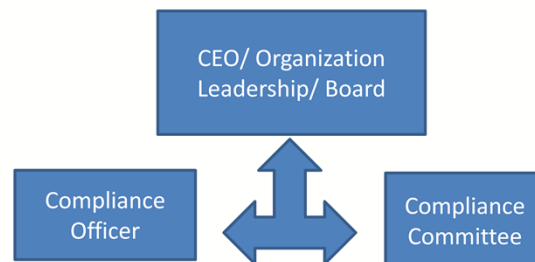 CEO/ Organization
Leadership/ Board
Compliance
Officer
Compliance
Committee